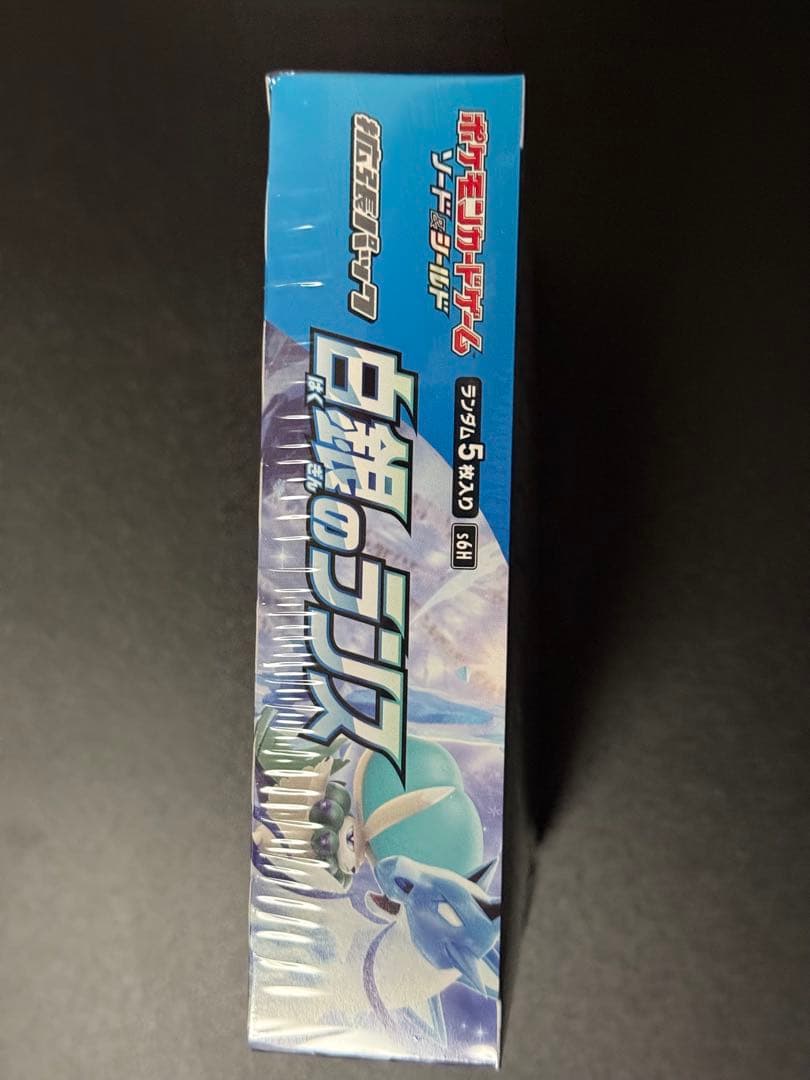 ポケモンカードゲーム
ソード&シールド
拡張パック
ランダム5枚入り
s6H
白銀のランス
はくぎん